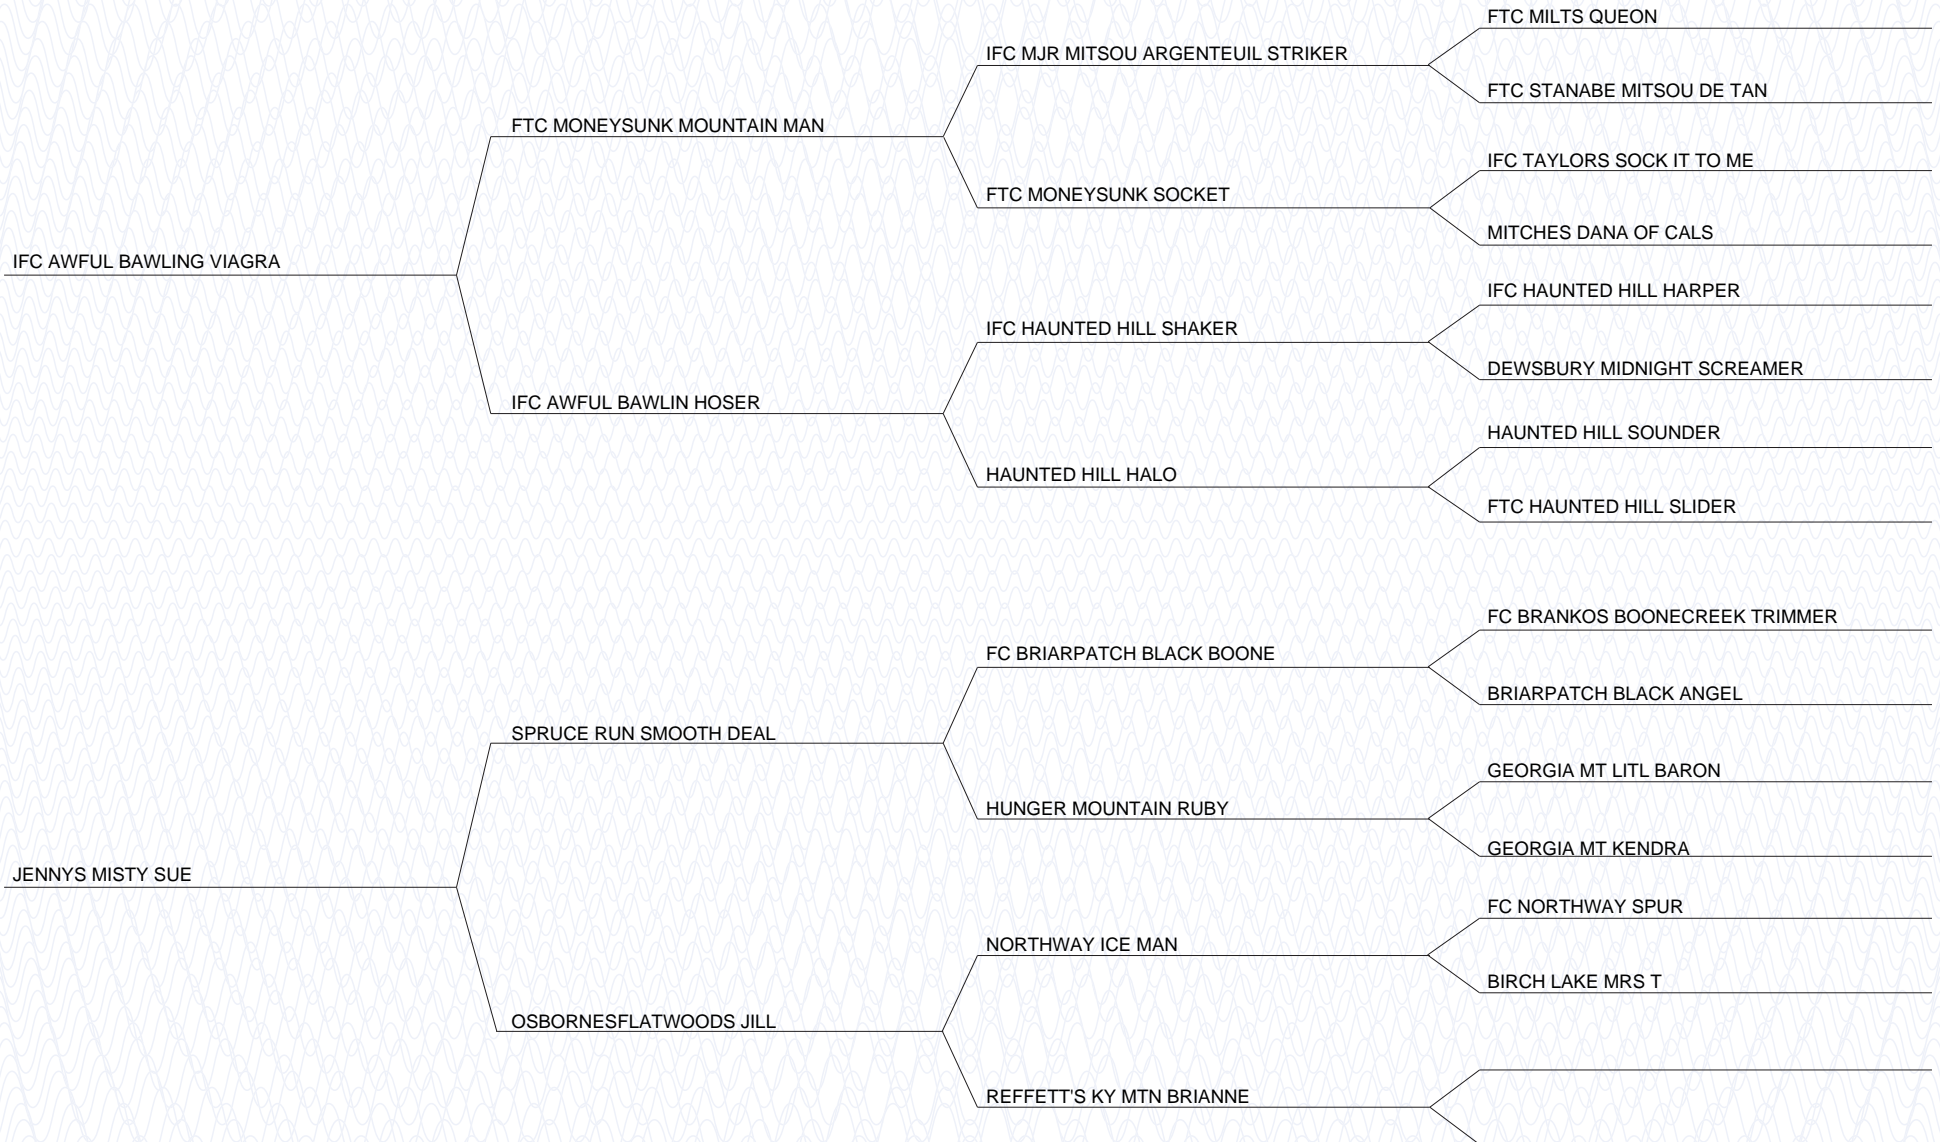 FTC MILTS QUEON
IFC MJR MITSOU ARGENTEUIL STRIKER
FTC STANABE MITSOU DE TAN
FTC MONEYSUNK MOUNTAIN MAN
IFC TAYLORS SOCK IT TO ME
FTC MONEYSUNK SOCKET
MITCHES DANA OF CALS
IFC AWFUL BAWLING VIAGRA
IFC HAUNTED HILL HARPER
IFC HAUNTED HILL SHAKER
DEWSBURY MIDNIGHT SCREAMER
IFC AWFUL BAWLIN HOSER
HAUNTED HILL SOUNDER
HAUNTED HILL HALO
FTC HAUNTED HILL SLIDER
FC BRANKOS BOONECREEK TRIMMER
FC BRIARPATCH BLACK BOONE
BRIARPATCH BLACK ANGEL
SPRUCE RUN SMOOTH DEAL
GEORGIA MT LITL BARON
HUNGER MOUNTAIN RUBY
GEORGIA MT KENDRA
JENNYS MISTY SUE
FC NORTHWAY SPUR
NORTHWAY ICE MAN
BIRCH LAKE MRS T
OSBORNESFLATWOODS JILL
REFFETT'S KY MTN BRIANNE